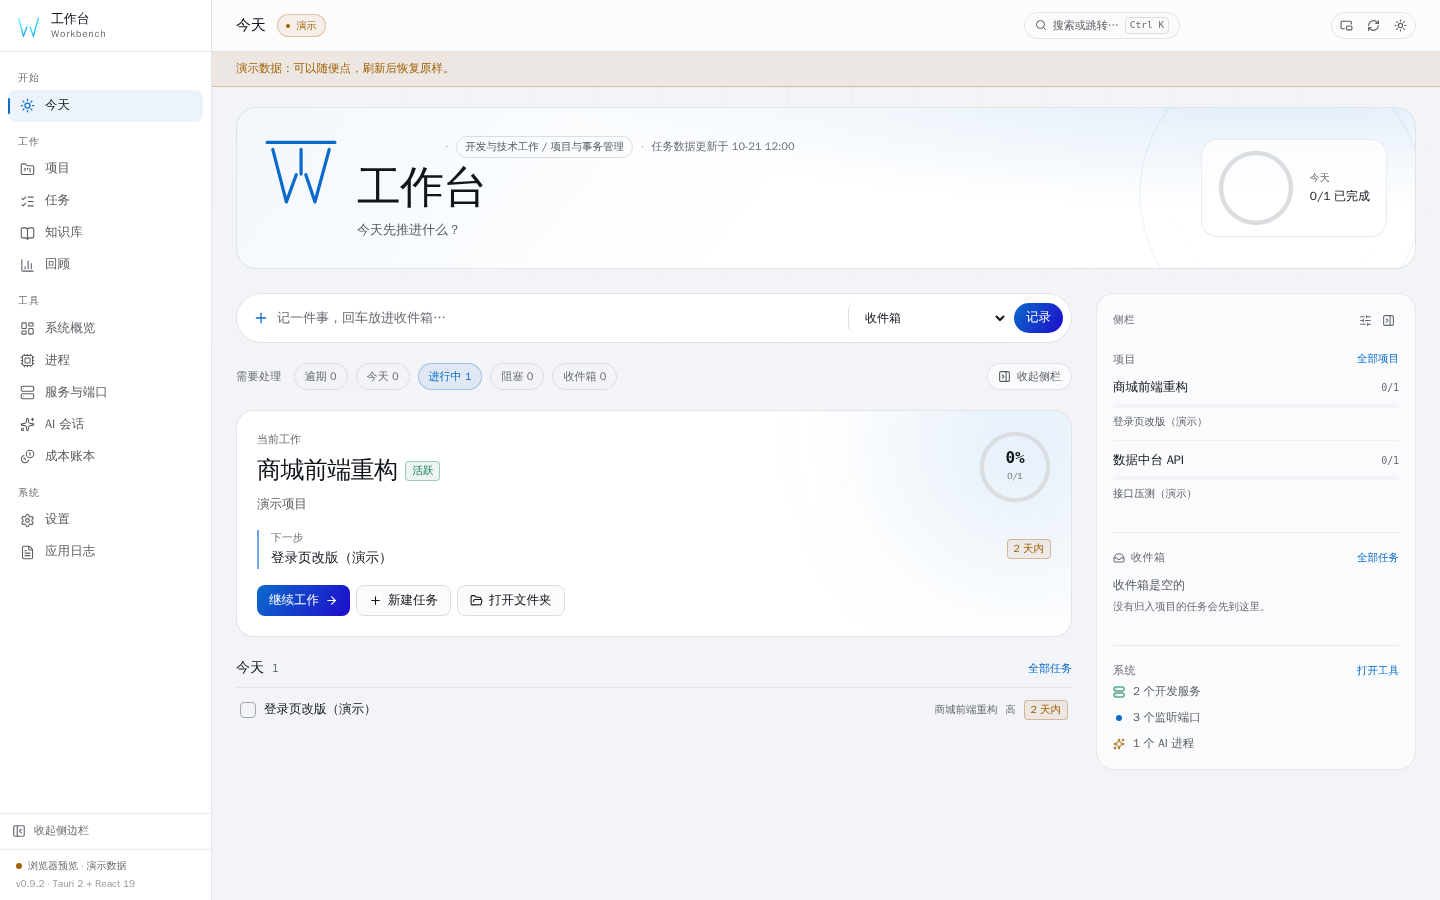 工作台
Workbench
开始
今天
工作
项目
任务
知识库
回顾
工具
系统概览
进程
服务与端口
AI 会话
成本账本
系统
设置
应用日志
收起侧边栏
浏览器预览 · 演示数据
v0.9.2 · Tauri 2 + React 19
今天 演示
搜索或跳转… Ctrl K
演示数据：可以随便点，刷新后恢复原样。
· 开发与技术工作 / 项目与事务管理 · 任务数据更新于 10-21 12:00
工作台
今天先推进什么？
今天
0/1 已完成
记一件事，回车放进收件箱… 收件箱 记录
需要处理 逾期 0 今天 0 进行中 1 阻塞 0 收件箱 0 收起侧栏
当前工作
商城前端重构 活跃
演示项目
0%
0/1
下一步
登录页改版（演示） 2 天内
继续工作 新建任务 打开文件夹
今天 1 全部任务
登录页改版（演示） 商城前端重构 高 2 天内
侧栏
项目 全部项目
商城前端重构 0/1
登录页改版（演示）
数据中台 API 0/1
接口压测（演示）
收件箱 全部任务
收件箱是空的
没有归入项目的任务会先到这里。
系统 打开工具
2 个开发服务
3 个监听端口
1 个 AI 进程